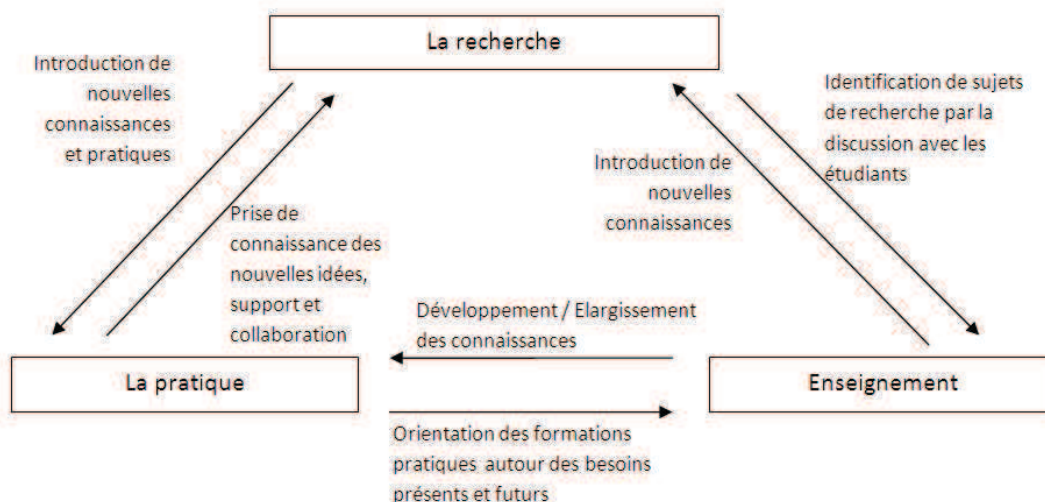 La recherche
Introduction de
nouvelles
connaissances
et pratiques
Identification de sujets
de recherche par la
discussion avec les
étudiants
Introduction de
nouvelles
connaissances
Prise de
connaissance des
nouvelles idées,
support et
collaboration
Développement / Elargissement
des connaissances
La pratique
Enseignement
Orientation des formations
pratiques autour des besoins
présents et futurs